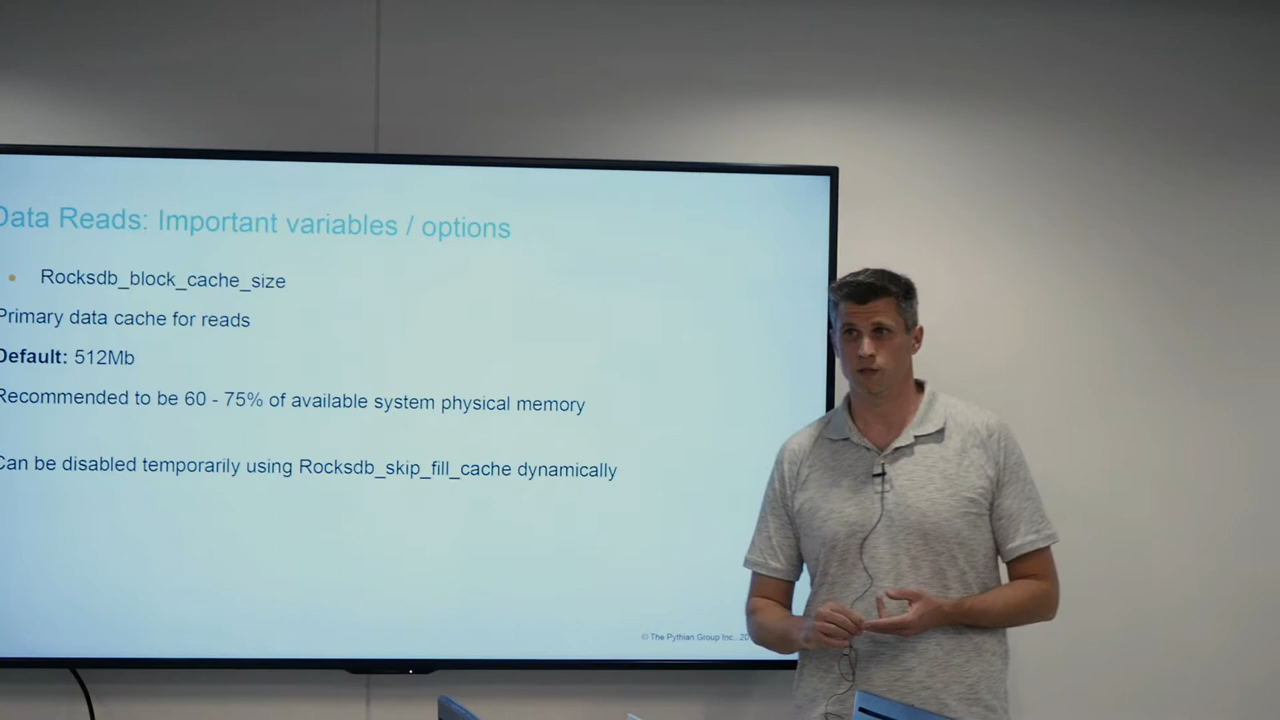 Data Reads: Important variables / options
Rocksdb_block_cache_size
Primary data cache for reads
Default: 512Mb
Recommended to be 60 - 75% of available system physical memory
Can be disabled temporarily using Rocksdb_skip_fill_cache dynamically
© The Pythian Group Inc.,